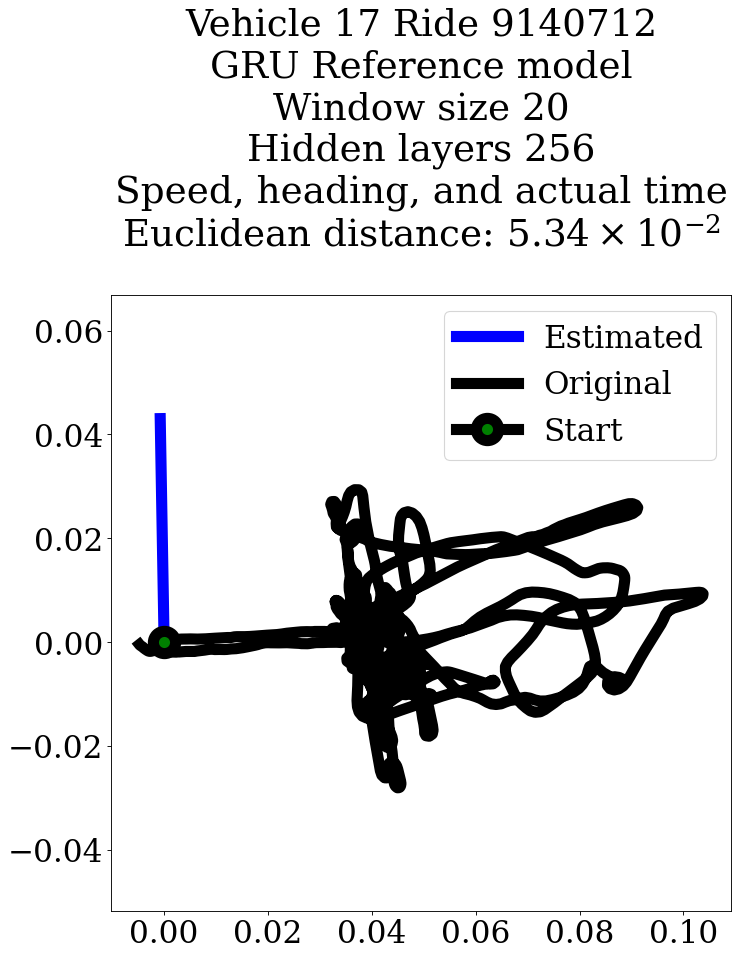 Vehicle 17 Ride 9140712
GRU Reference model
Window size 20
Hidden layers 256
Speed, heading, and actual time
Euclidean distance: 5.34 × 10⁻²
Estimated
Original
Start
0.06
0.04
0.02
0.00
−0.02
−0.04
0.00 0.02 0.04 0.06 0.08 0.10